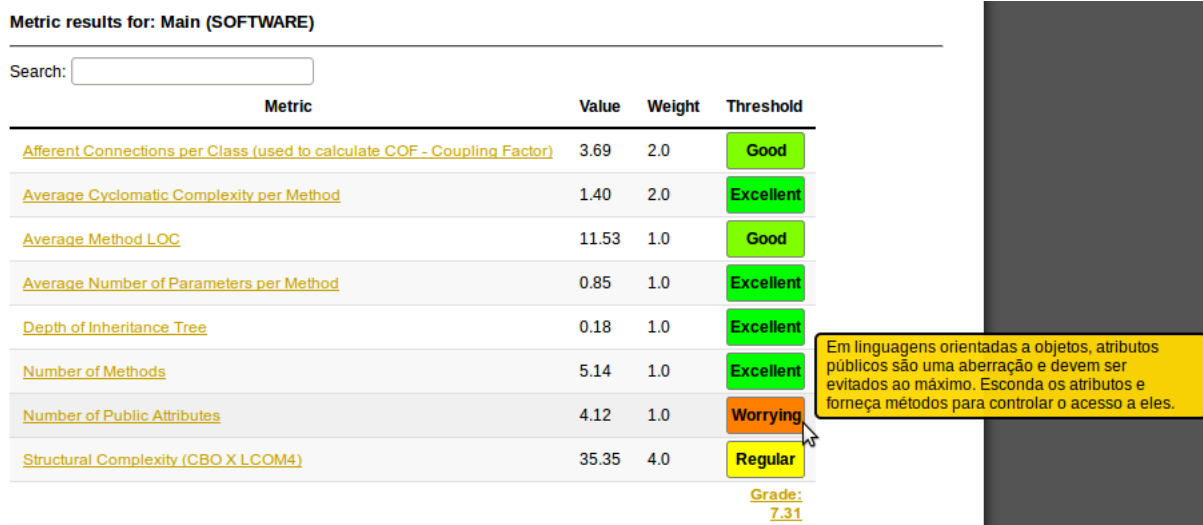 Metric results for: Main (SOFTWARE)
Search:
Metric Value Weight Threshold
Afferent Connections per Class (used to calculate COF - Coupling Factor) 3.69 2.0 Good
Average Cyclomatic Complexity per Method 1.40 2.0 Excellent
Average Method LOC 11.53 1.0 Good
Average Number of Parameters per Method 0.85 1.0 Excellent
Depth of Inheritance Tree 0.18 1.0 Excellent
Number of Methods 5.14 1.0 Excellent
Number of Public Attributes 4.12 1.0 Worrying
Structural Complexity (CBO X LCOM4) 35.35 4.0 Regular
Grade:
7.31
Em linguagens orientadas a objetos, atributos
públicos são uma aberração e devem ser
evitados ao máximo. Esconda os atributos e
forneça métodos para controlar o acesso a eles.